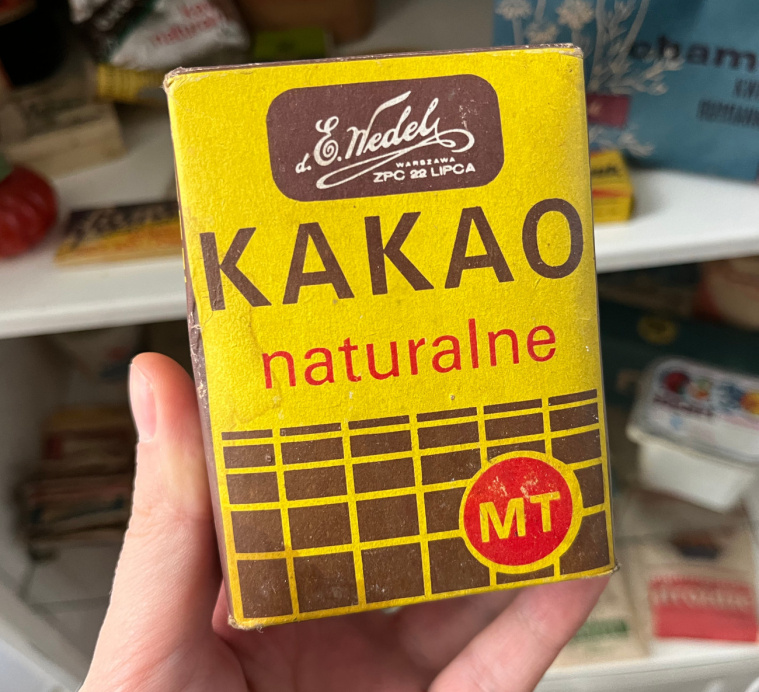 d. E. Wedel
WARSZAWA
ZPC 22 LIPCA
KAKAO
naturalne
MT